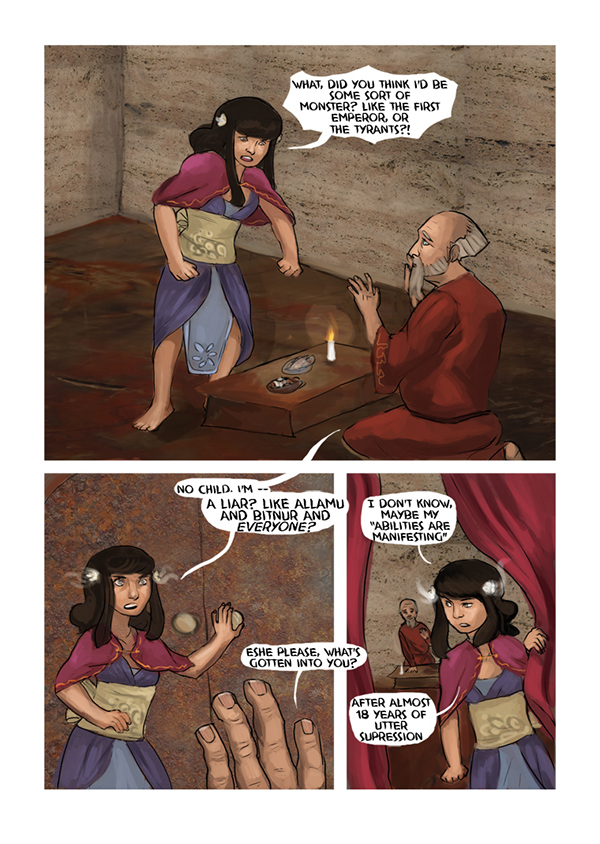 WHAT, DID YOU THINK I'D BE
SOME SORT OF
MONSTER? LIKE THE FIRST
EMPEROR, OR
THE TYRANTS?!
NO CHILD. I'M --
A LIAR? LIKE ALLAMU
AND BITNUR AND
EVERYONE?
ESHE PLEASE, WHAT'S
GOTTEN INTO YOU?
I DON'T KNOW,
MAYBE MY
"ABILITIES ARE
MANIFESTING"
AFTER ALMOST
18 YEARS OF
UTTER
SUPRESSION